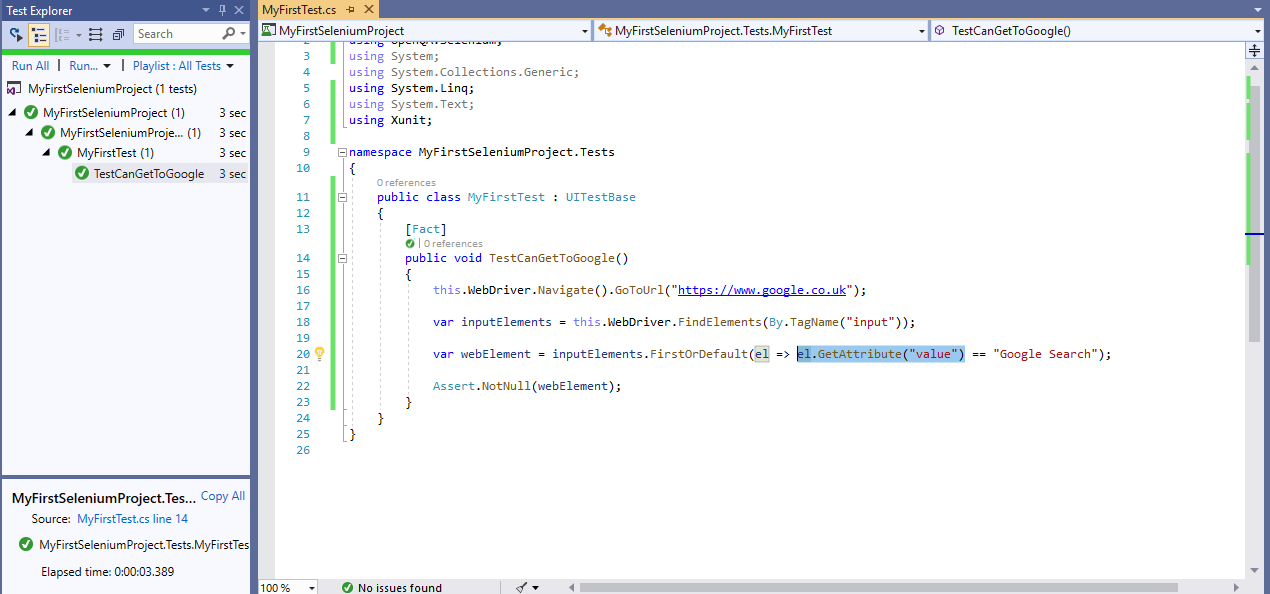 Test Explorer
Search
Run All | Run... | Playlist : All Tests
MyFirstSeleniumProject (1 tests)
MyFirstSeleniumProject (1) 3 sec
MyFirstSeleniumProje... (1) 3 sec
MyFirstTest (1) 3 sec
TestCanGetToGoogle 3 sec
MyFirstSeleniumProject.Tes... Copy All
Source: MyFirstTest.cs line 14
MyFirstSeleniumProject.Tests.MyFirstTes
Elapsed time: 0:00:03.389
MyFirstTest.cs
MyFirstSeleniumProject MyFirstSeleniumProject.Tests.MyFirstTest TestCanGetToGoogle()
2 using OpenQA.Selenium;
3 using System;
4 using System.Collections.Generic;
5 using System.Linq;
6 using System.Text;
7 using Xunit;
8
9 namespace MyFirstSeleniumProject.Tests
10 {
0 references
11 public class MyFirstTest : UITestBase
12 {
13 [Fact]
| 0 references
14 public void TestCanGetToGoogle()
15 {
16 this.WebDriver.Navigate().GoToUrl("https://www.google.co.uk");
17
18 var inputElements = this.WebDriver.FindElements(By.TagName("input"));
19
20 var webElement = inputElements.FirstOrDefault(el => el.GetAttribute("value") == "Google Search");
21
22 Assert.NotNull(webElement);
23 }
24 }
25 }
26
100 % No issues found